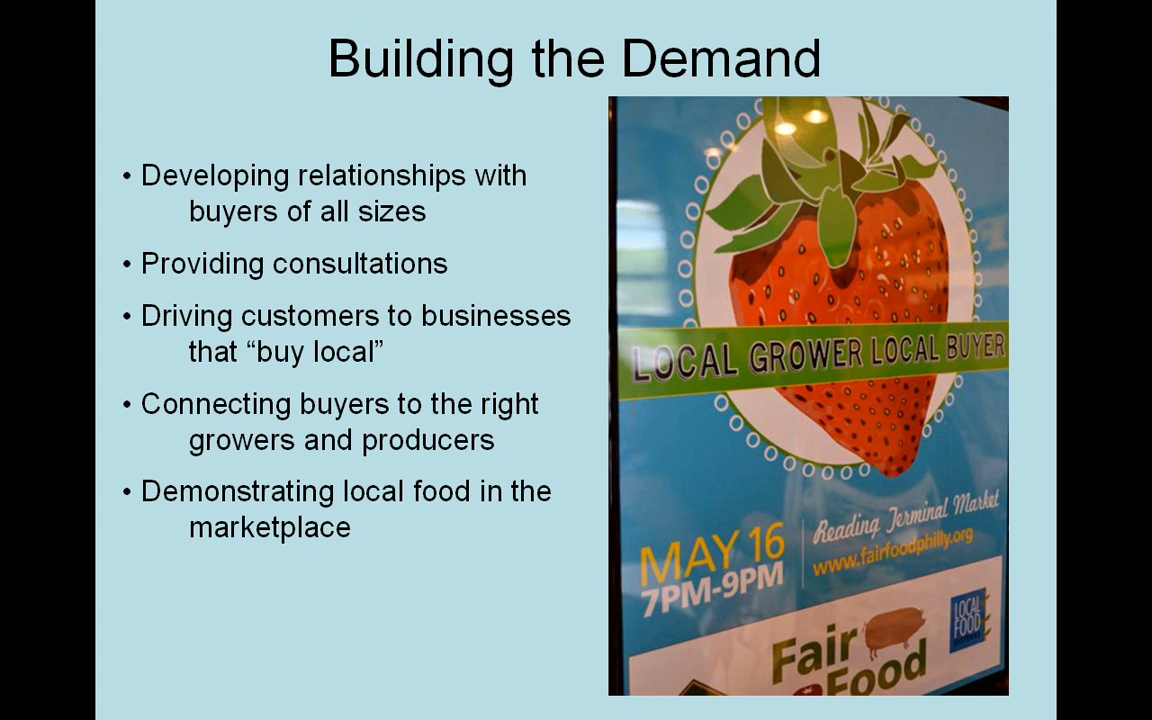 Building the Demand
• Developing relationships with
buyers of all sizes
• Providing consultations
• Driving customers to businesses
that “buy local”
• Connecting buyers to the right
growers and producers
• Demonstrating local food in the
marketplace
LOCAL GROWER LOCAL BUYER
MAY 16
7PM-9PM
Reading Terminal Market
www.fairfoodphilly.org
Fair
Food
LOCAL
FOOD